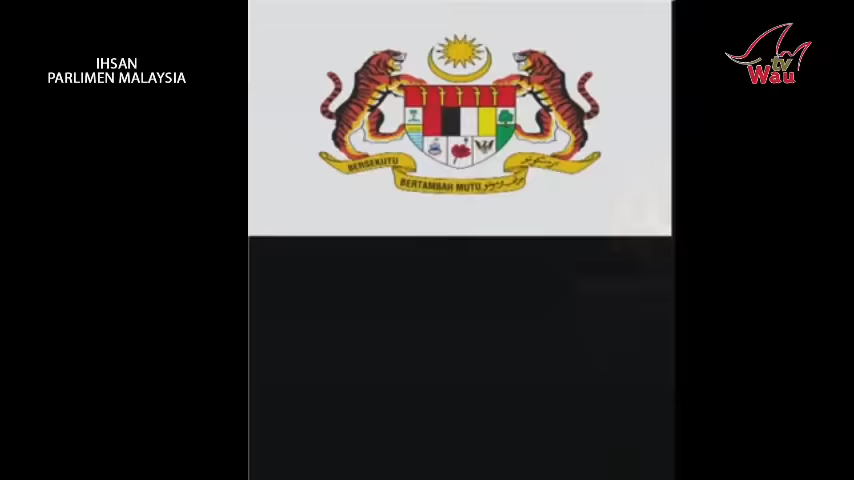 IHSAN
PARLIMEN MALAYSIA
tv
Wau
BERSEKUTU
BERTAMBAH MUTU